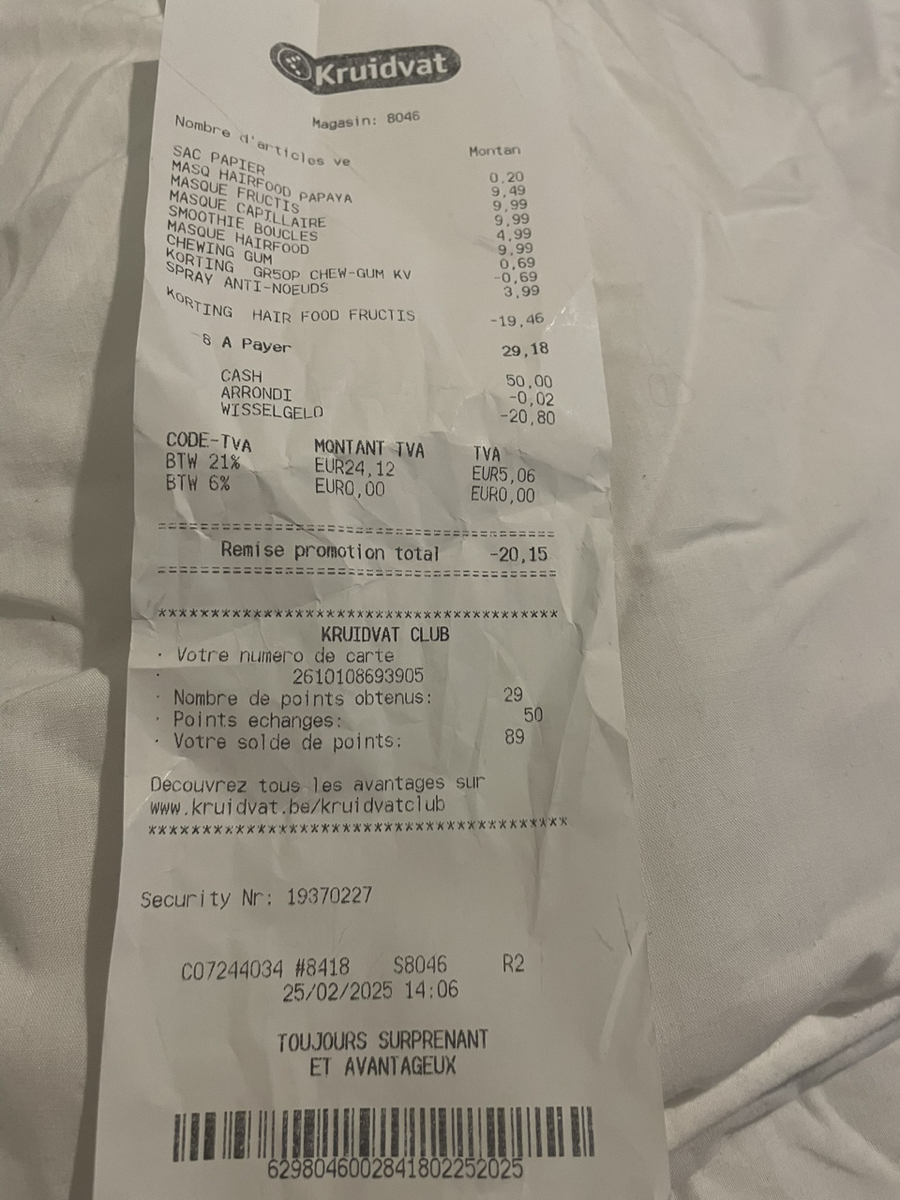 Kruidvat
Magasin: 8046
Nombre d'articles ve Montan
SAC PAPIER 0,20
MASQ HAIRFOOD PAPAYA 9,49
MASQUE FRUCTIS 9,99
MASQUE CAPILLAIRE 9,99
SMOOTHIE BOUCLES 4,99
MASQUE HAIRFOOD 9,99
CHEWING GUM 0,69
KORTING GR50P CHEW-GUM KV -0,69
SPRAY ANTI-NOEUDS 3,99
KORTING HAIR FOOD FRUCTIS -19,46
8 A Payer 29,18
CASH 50,00
ARRONDI -0,02
WISSELGELD -20,80
CODE-TVA MONTANT TVA TVA
BTW 21% EUR24,12 EUR5,06
BTW 6% EUR0,00 EUR0,00
========================================
Remise promotion total -20,15
========================================
****************************************
KRUIDVAT CLUB
· Votre numero de carte
· 2610108693905
· Nombre de points obtenus: 29
· Points echanges: 50
· Votre solde de points: 89
Decouvrez tous les avantages sur
www.kruidvat.be/kruidvatclub
****************************************
Security Nr: 19370227
C07244034 #8418 S8046 R2
25/02/2025 14:06
TOUJOURS SURPRENANT
ET AVANTAGEUX
6298046002841802252025